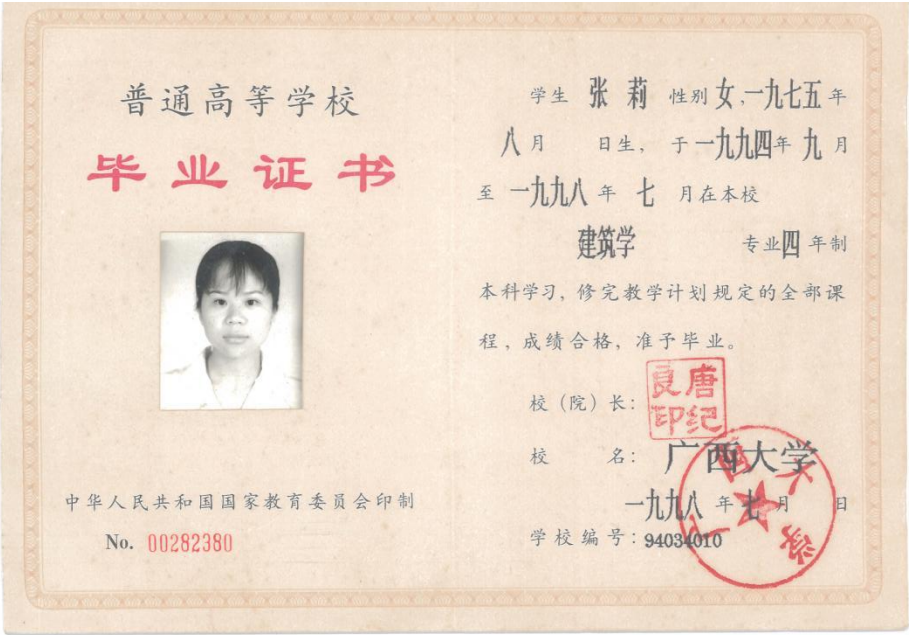 普通高等学校
毕业证书
中华人民共和国国家教育委员会印制
No. 00282380
学生 张莉 性别 女,一九七五年
八月 日生, 于一九九四年九月
至一九九八年七月在本校
建筑学 专业四年制
本科学习, 修完教学计划规定的全部课
程, 成绩合格, 准予毕业。
校(院)长:
唐纪
良印
校 名: 广西大学
一九九八年七月 日
学校编号: 94034010
广西大学